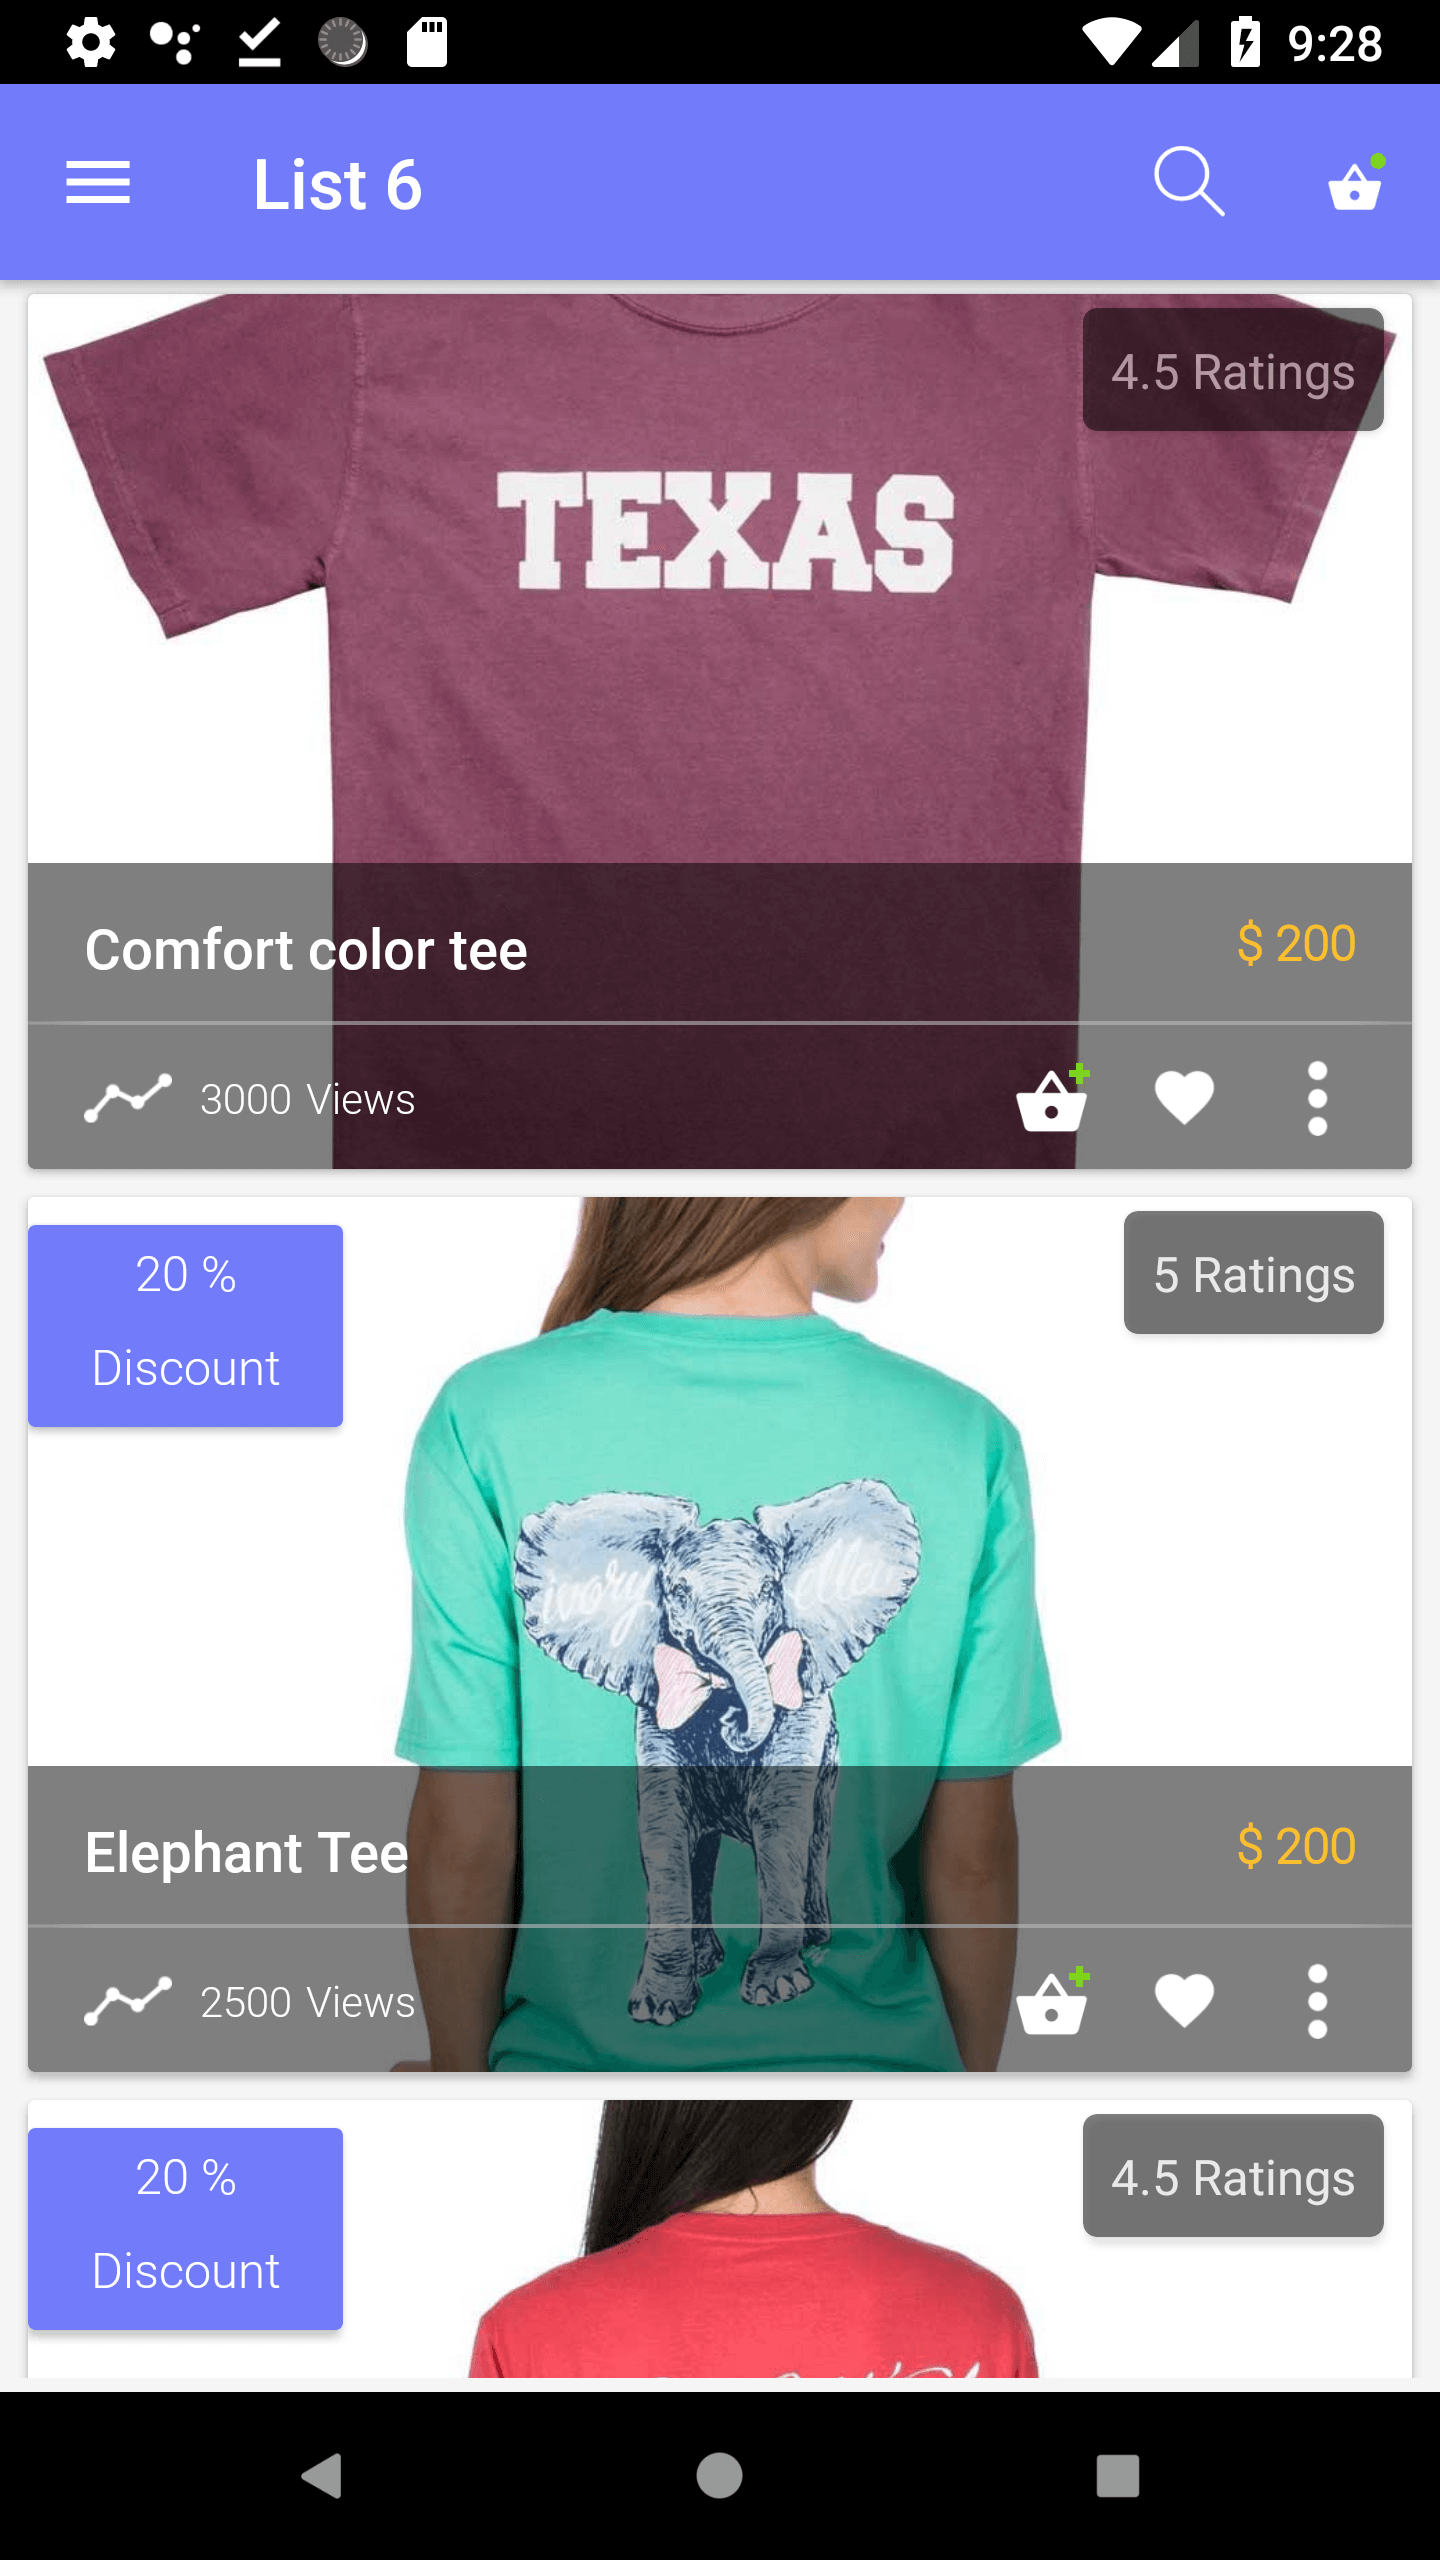 9:28
List 6
4.5 Ratings
TEXAS
Comfort color tee
$ 200
3000 Views
20 %
Discount
5 Ratings
ivory ella
Elephant Tee
$ 200
2500 Views
20 %
Discount
4.5 Ratings